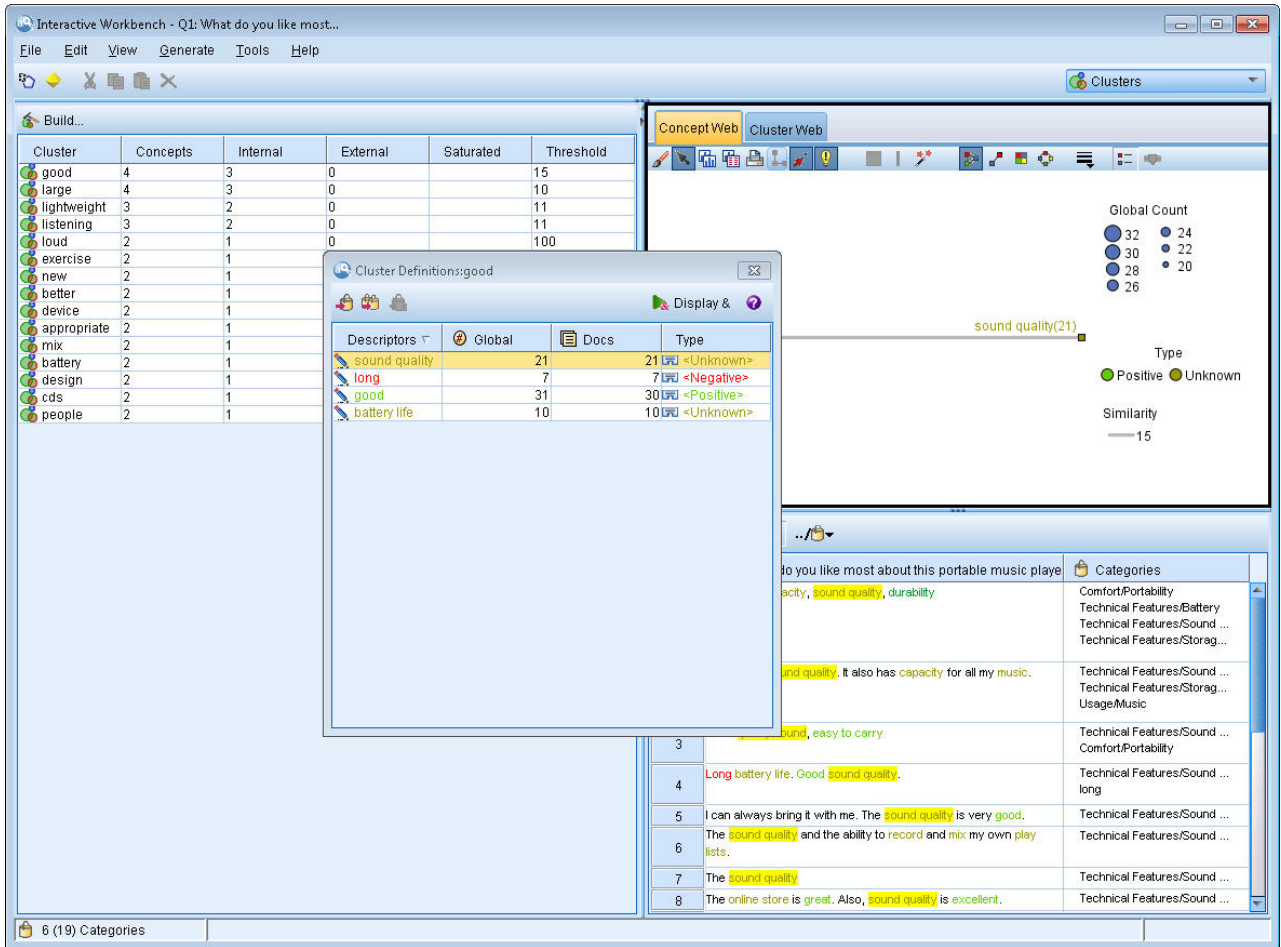 Interactive Workbench - Q1: What do you like most...
File Edit View Generate Tools Help
Clusters
Build...
Cluster Concepts Internal External Saturated Threshold
good 4 3 0 15
large 4 3 0 10
lightweight 3 2 0 11
listening 3 2 0 11
loud 2 1 0 100
exercise 2 1
new 2 1
better 2 1
device 2 1
appropriate 2 1
mix 2 1
battery 2 1
design 2 1
cds 2 1
people 2 1
Cluster Definitions:good
Display &
Descriptors Global Docs Type
sound quality 21 21 <Unknown>
long 7 7 <Negative>
good 31 30 <Positive>
battery life 10 10 <Unknown>
Concept Web Cluster Web
Global Count
32 24
30 22
28 20
26
sound quality(21)
Type
Positive Unknown
Similarity
15
../
do you like most about this portable music playe Categories
acity, sound quality, durability
Comfort/Portability
Technical Features/Battery
Technical Features/Sound ...
Technical Features/Storag...
und quality. It also has capacity for all my music.
Technical Features/Sound ...
Technical Features/Storag...
Usage/Music
3 sound, easy to carry
Technical Features/Sound ...
Comfort/Portability
4 Long battery life. Good sound quality.
Technical Features/Sound ...
long
5 I can always bring it with me. The sound quality is very good. Technical Features/Sound ...
6 The sound quality and the ability to record and mix my own play
lists.
Technical Features/Sound ...
7 The sound quality Technical Features/Sound ...
8 The online store is great. Also, sound quality is excellent. Technical Features/Sound ...
6 (19) Categories